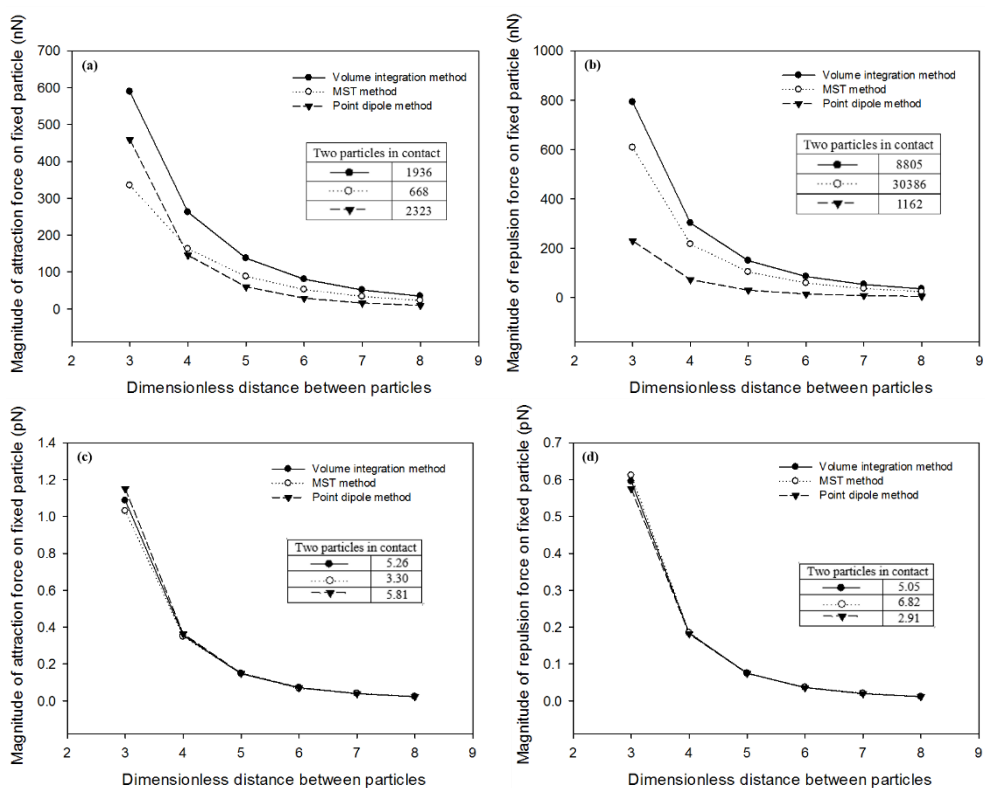 Magnitude of attraction force on fixed particle (nN)
700
600
500
400
300
200
100
0
(a)
Volume integration method
MST method
Point dipole method
Two particles in contact
1936
668
2323
2 3 4 5 6 7 8 9
Dimensionless distance between particles
Magnitude of repulsion force on fixed particle (nN)
1000
800
600
400
200
0
(b)
Volume integration method
MST method
Point dipole method
Two particles in contact
8805
30386
1162
2 3 4 5 6 7 8 9
Dimensionless distance between particles
Magnitude of attraction force on fixed particle (pN)
1.4
1.2
1.0
0.8
0.6
0.4
0.2
0.0
(c)
Volume integration method
MST method
Point dipole method
Two particles in contact
5.26
3.30
5.81
2 3 4 5 6 7 8 9
Dimensionless distance between particles
Magnitude of repulsion force on fixed particle (pN)
0.7
0.6
0.5
0.4
0.3
0.2
0.1
0.0
(d)
Volume integration method
MST method
Point dipole method
Two particles in contact
5.05
6.82
2.91
2 3 4 5 6 7 8 9
Dimensionless distance between particles